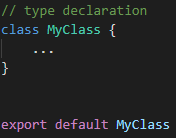 // type declaration
class MyClass {
    ...
}
export default MyClass